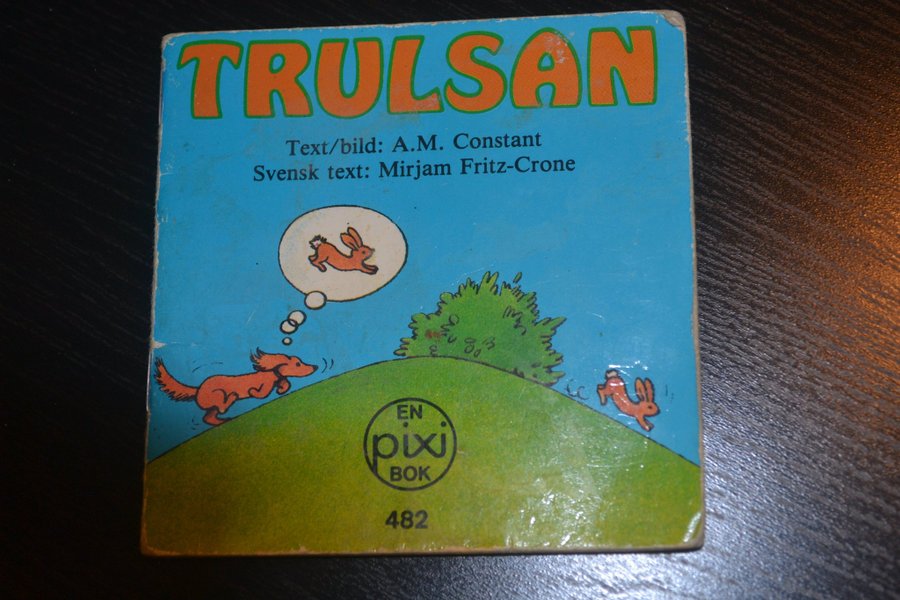 TRULSAN
Text/bild: A.M. Constant
Svensk text: Mirjam Fritz-Crone
EN
pixi
BOK
482